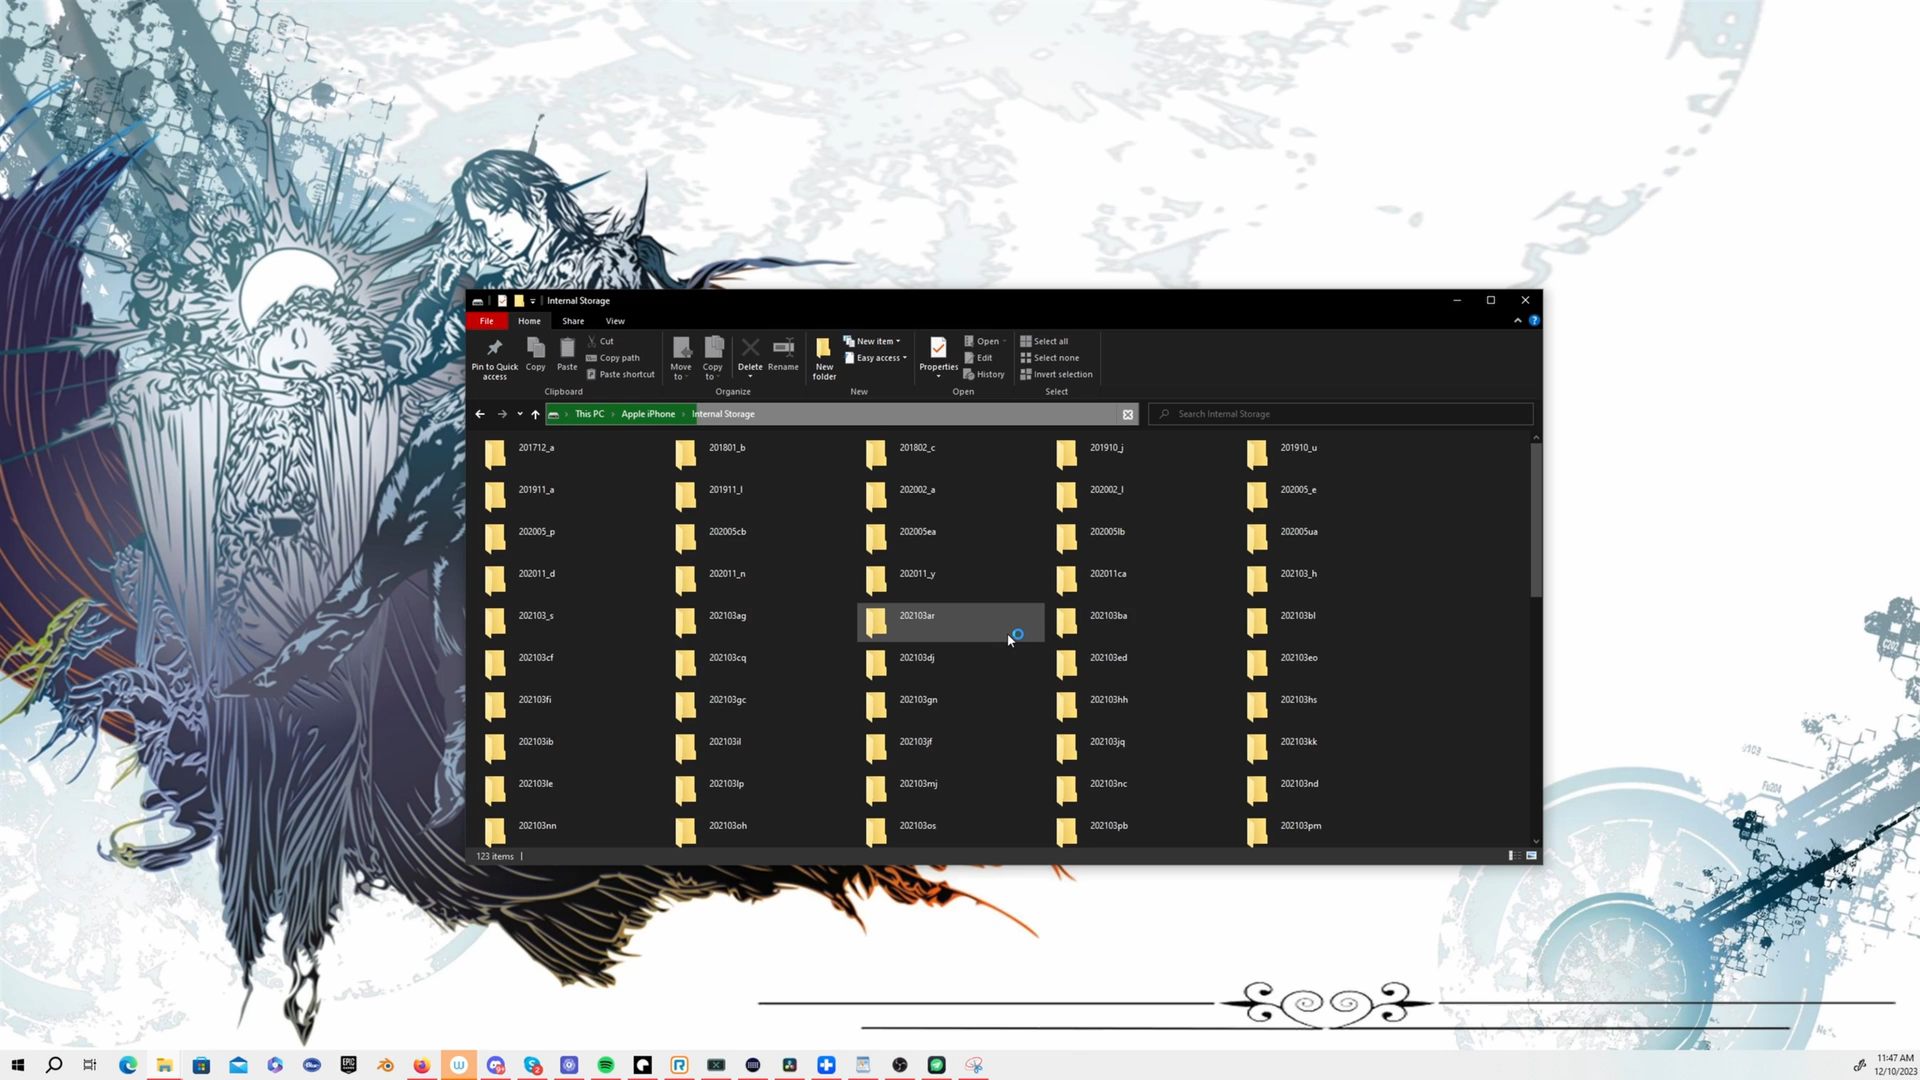 Internal Storage
File Home Share View
Pin to Quick access
Copy
Paste
Cut
Copy path
Paste shortcut
Move to
Copy to
Delete
Rename
New folder
New item
Easy access
Properties
Open
Edit
History
Select all
Select none
Invert selection
Clipboard Organize New Open Select
This PC Apple iPhone Internal Storage
Search Internal Storage
201712_a 201801_b 201802_c 201910_j 201910_u
201911_a 201911_l 202002_a 202002_l 202005_e
202005_p 202005cb 202005ea 202005lb 202005ua
202011_d 202011_n 202011_y 202011ca 202103_h
202103_s 202103ag 202103ar 202103ba 202103bl
202103cf 202103cq 202103dj 202103ed 202103eo
202103fi 202103gc 202103gn 202103hh 202103hs
202103ib 202103il 202103jf 202103jq 202103kk
202103le 202103lp 202103mj 202103nc 202103nd
202103nn 202103oh 202103os 202103pb 202103pm
123 items
EPIC
GAMES
11:47 AM
12/10/2023